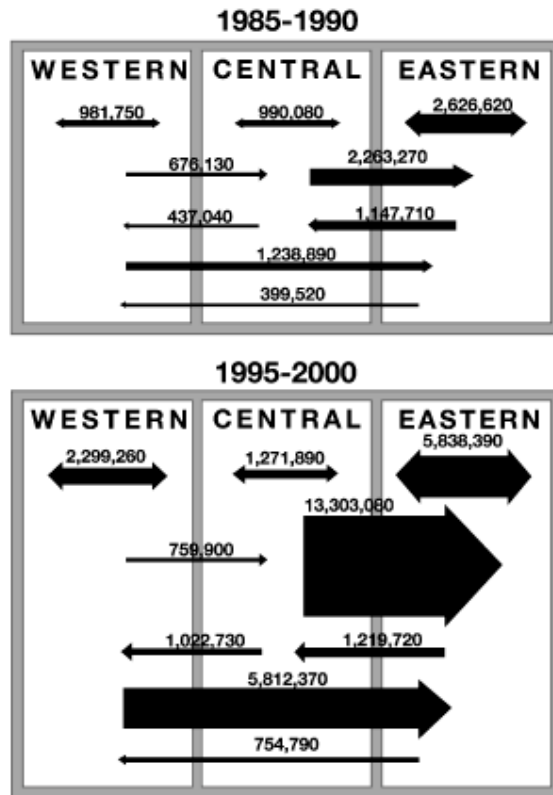 1985-1990
WESTERN CENTRAL EASTERN
981,750 990,080 2,626,620
676,130 2,263,270
437,040 1,147,710
1,238,890
399,520
1995-2000
WESTERN CENTRAL EASTERN
2,299,260 1,271,890 5,838,390
13,303,080
759,900
1,022,730 1,219,720
5,812,370
754,790